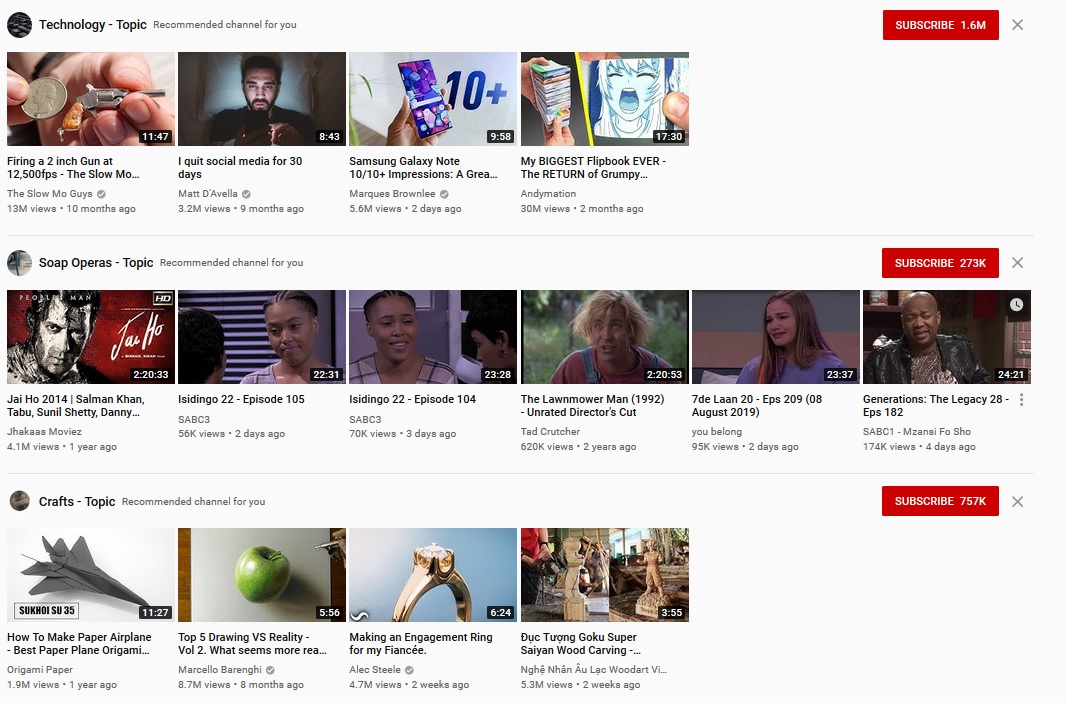 Technology - Topic Recommended channel for you
SUBSCRIBE 1.6M
10+
11:47
8:43
9:58
17:30
Firing a 2 inch Gun at
12,500fps - The Slow Mo...
The Slow Mo Guys
13M views • 10 months ago
I quit social media for 30
days
Matt D'Avella
3.2M views • 9 months ago
Samsung Galaxy Note
10/10+ Impressions: A Grea...
Marques Brownlee
5.6M views • 2 days ago
My BIGGEST Flipbook EVER -
The RETURN of Grumpy...
Andymation
30M views • 2 months ago
Soap Operas - Topic Recommended channel for you
SUBSCRIBE 273K
PEOPLE'S MAN
HD
Jai Ho
A SOHAIL KHAN FILM
2:20:33
22:31
23:28
2:20:53
23:37
24:21
Jai Ho 2014 | Salman Khan,
Tabu, Sunil Shetty, Danny...
Jhakaas Moviez
4.1M views • 1 year ago
Isidingo 22 - Episode 105
SABC3
56K views • 2 days ago
Isidingo 22 - Episode 104
SABC3
70K views • 3 days ago
The Lawnmower Man (1992)
- Unrated Director's Cut
Tad Crutcher
620K views • 2 years ago
7de Laan 20 - Eps 209 (08
August 2019)
you belong
95K views • 2 days ago
Generations: The Legacy 28 -
Eps 182
SABC1 - Mzansi Fo Sho
174K views • 4 days ago
Crafts - Topic Recommended channel for you
SUBSCRIBE 757K
SUKHOI SU 35
11:27
5:56
6:24
3:55
How To Make Paper Airplane
- Best Paper Plane Origami...
Origami Paper
1.9M views • 1 year ago
Top 5 Drawing VS Reality -
Vol 2. What seems more rea...
Marcello Barenghi
8.7M views • 8 months ago
Making an Engagement Ring
for my Fiancée.
Alec Steele
4.7M views • 2 weeks ago
Đục Tượng Goku Super
Saiyan Wood Carving -...
Nghệ Nhân Âu Lạc Woodart Vi...
5.3M views • 2 weeks ago